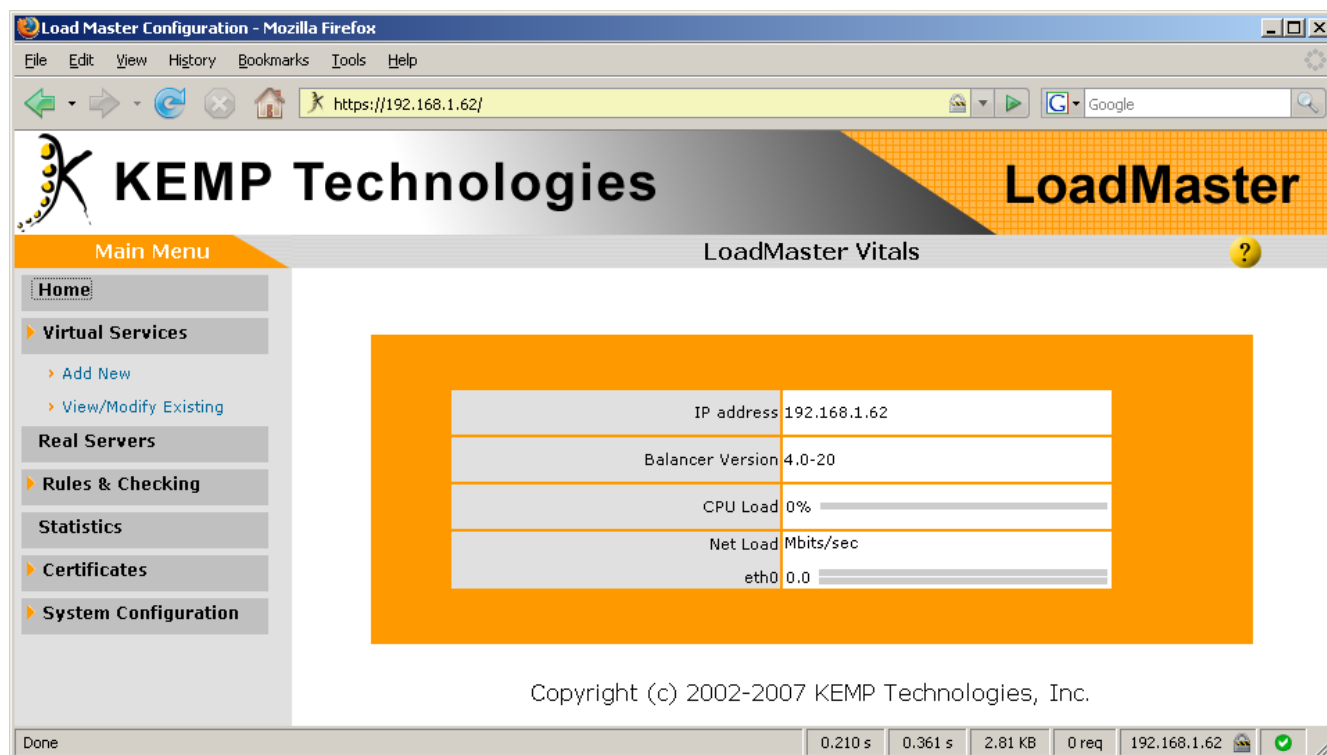 Load Master Configuration - Mozilla Firefox
File Edit View History Bookmarks Tools Help
https://192.168.1.62/ G Google
KEMP Technologies LoadMaster
Main Menu LoadMaster Vitals ?
Home
Virtual Services
Add New
View/Modify Existing
Real Servers
Rules & Checking
Statistics
Certificates
System Configuration
IP address 192.168.1.62
Balancer Version 4.0-20
CPU Load 0%
Net Load Mbits/sec
eth0 0.0
Copyright (c) 2002-2007 KEMP Technologies, Inc.
Done 0.210 s 0.361 s 2.81 KB 0 req 192.168.1.62